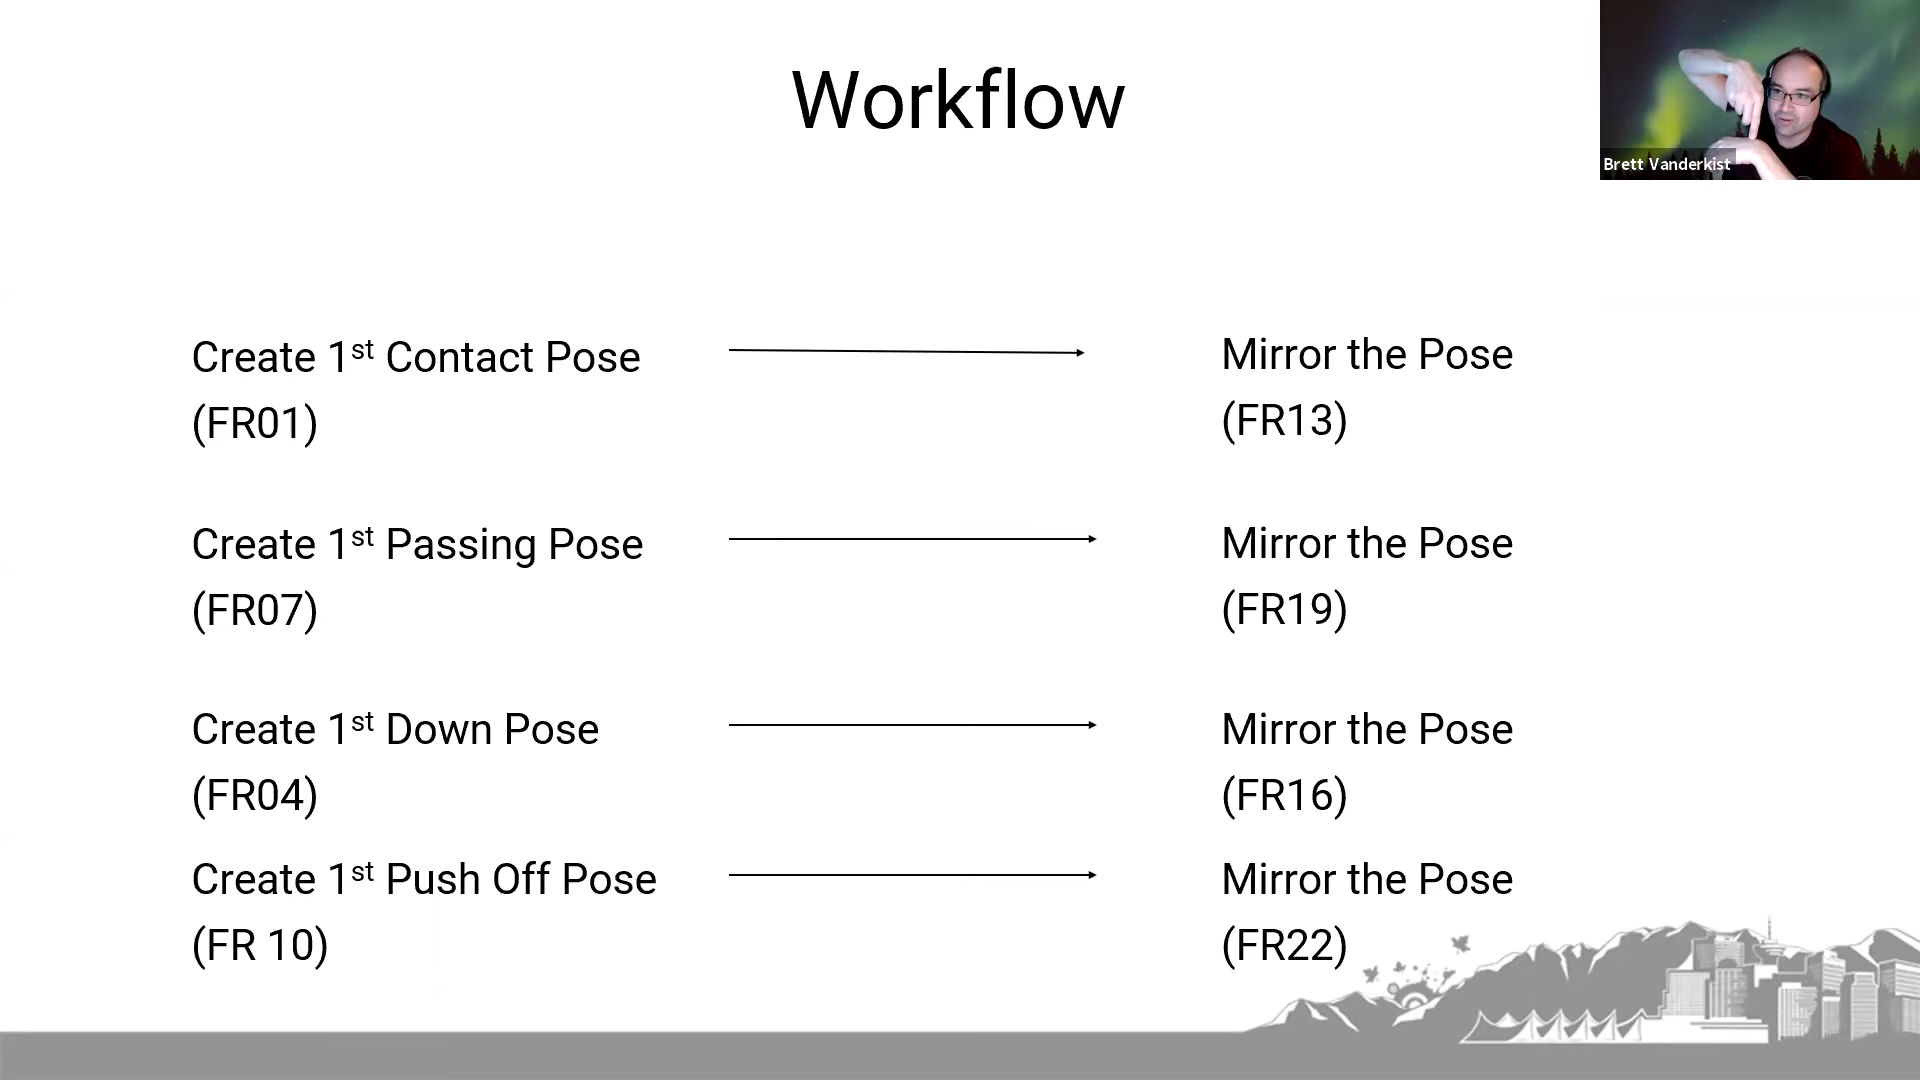 Workflow
Brett Vanderkist
Create 1st Contact Pose
(FR01)
Mirror the Pose
(FR13)
Create 1st Passing Pose
(FR07)
Mirror the Pose
(FR19)
Create 1st Down Pose
(FR04)
Mirror the Pose
(FR16)
Create 1st Push Off Pose
(FR 10)
Mirror the Pose
(FR22)